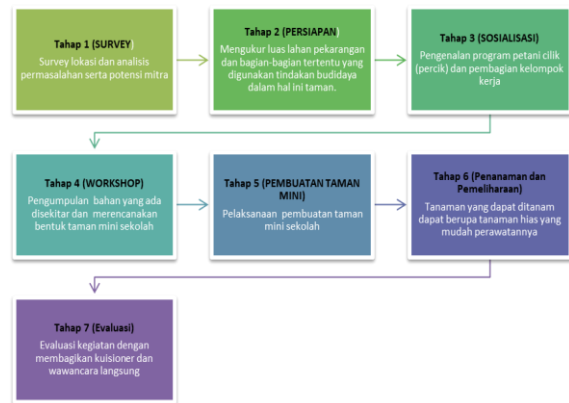 Tahap 1 (SURVEY)
Survey lokasi dan analisis
permasalahan serta potensi mitra
Tahap 2 (PERSIAPAN)
Mengukur luas lahan pekarangan
dan bagian-bagian tertentu yang
digunakan tindakan budidaya
dalam hal ini taman.
Tahap 3 (SOSIALISASI)
Pengenalan program petani cilik
(percik) dan pembagian kelompok
kerja
Tahap 4 (WORKSHOP)
Pengumpulan bahan yang ada
disekitar dan merencanakan
bentuk taman mini sekolah
Tahap 5 (PEMBUATAN TAMAN
MINI)
Pelaksanaan pembuatan taman
mini sekolah
Tahap 6 (Penanaman dan
Pemeliharaan)
Tanaman yang dapat ditanam
dapat berupa tanaman hias yang
mudah perawatannya
Tahap 7 (Evaluasi)
Evaluasi kegiatan dengan
membagikan kuisioner dan
wawancara langsung